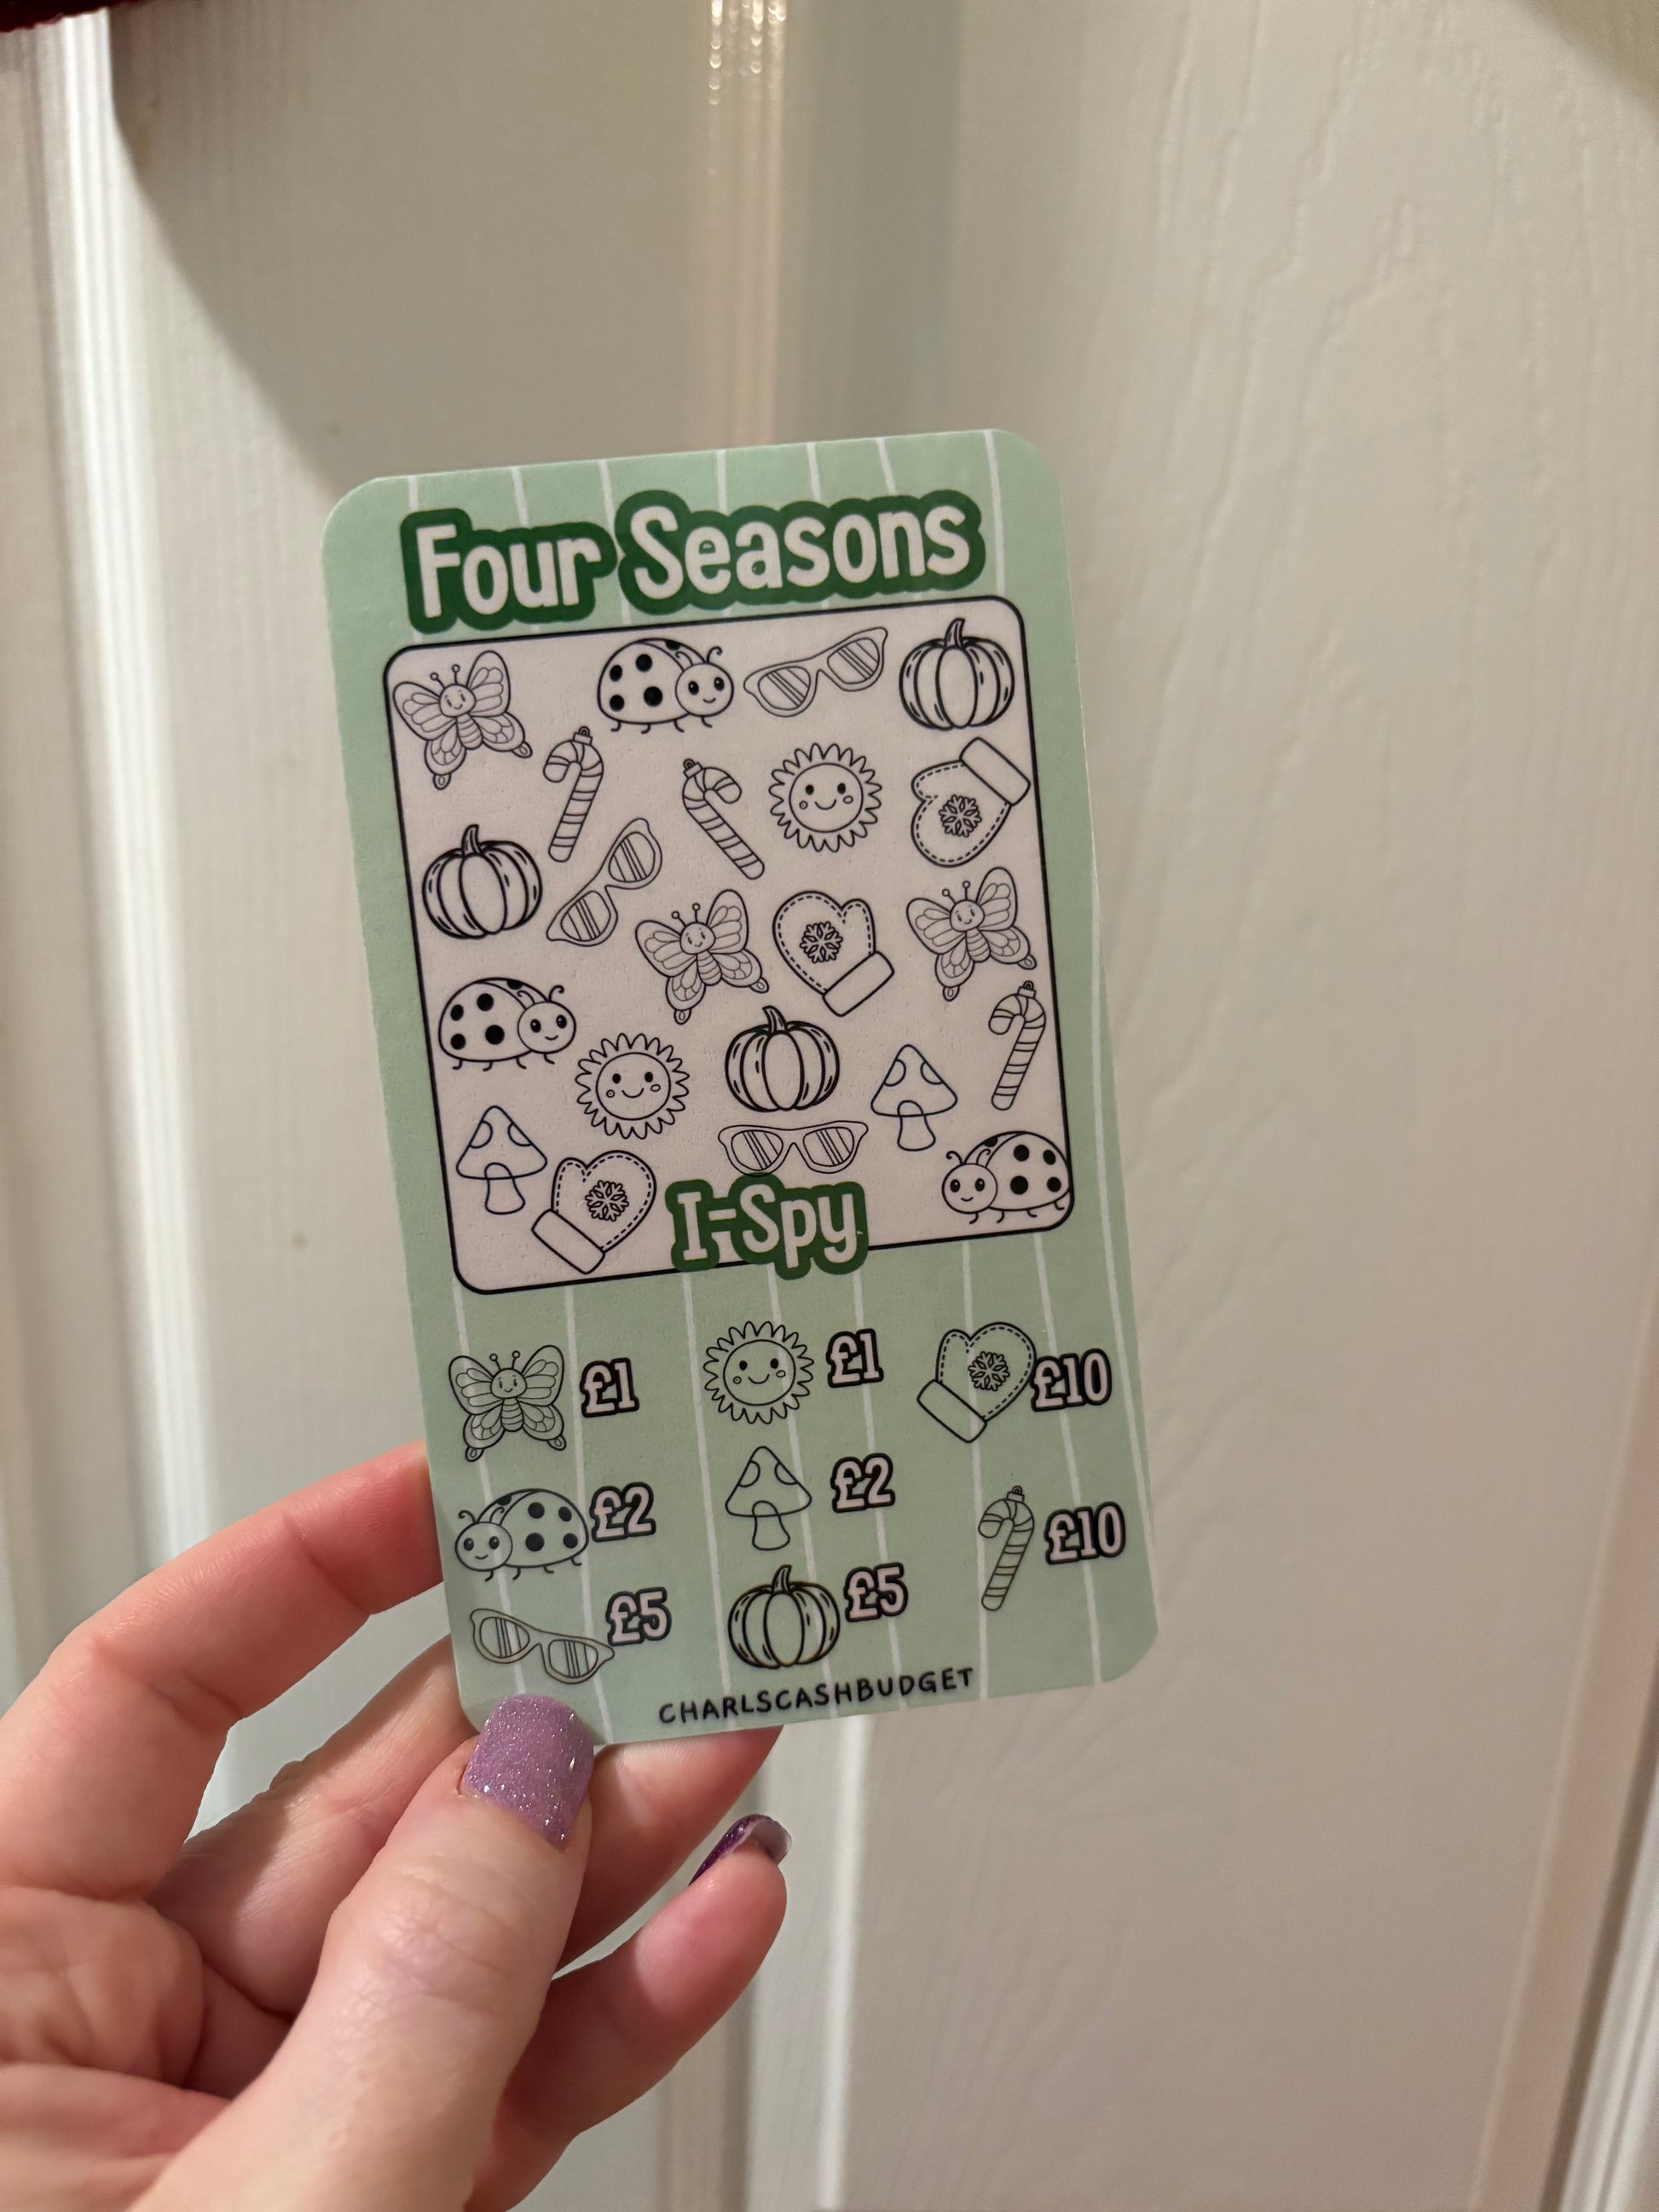 Four Seasons
I-Spy
£1 £1 £10
£2 £2 £10
£5 £5
CHARLSCASHBUDGET